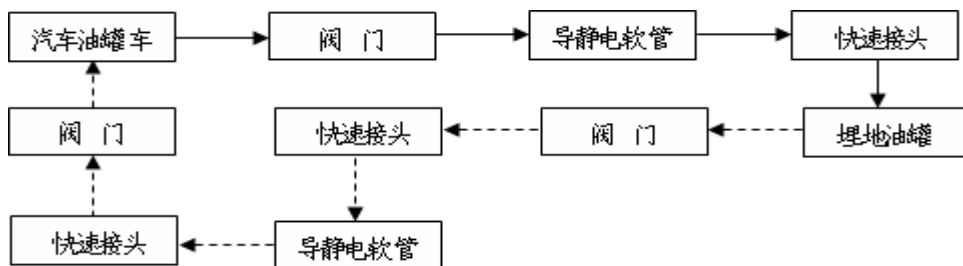 汽车油罐车
阀 门
导静电软管
快速接头
阀 门
快速接头
阀 门
埋地油罐
快速接头
导静电软管